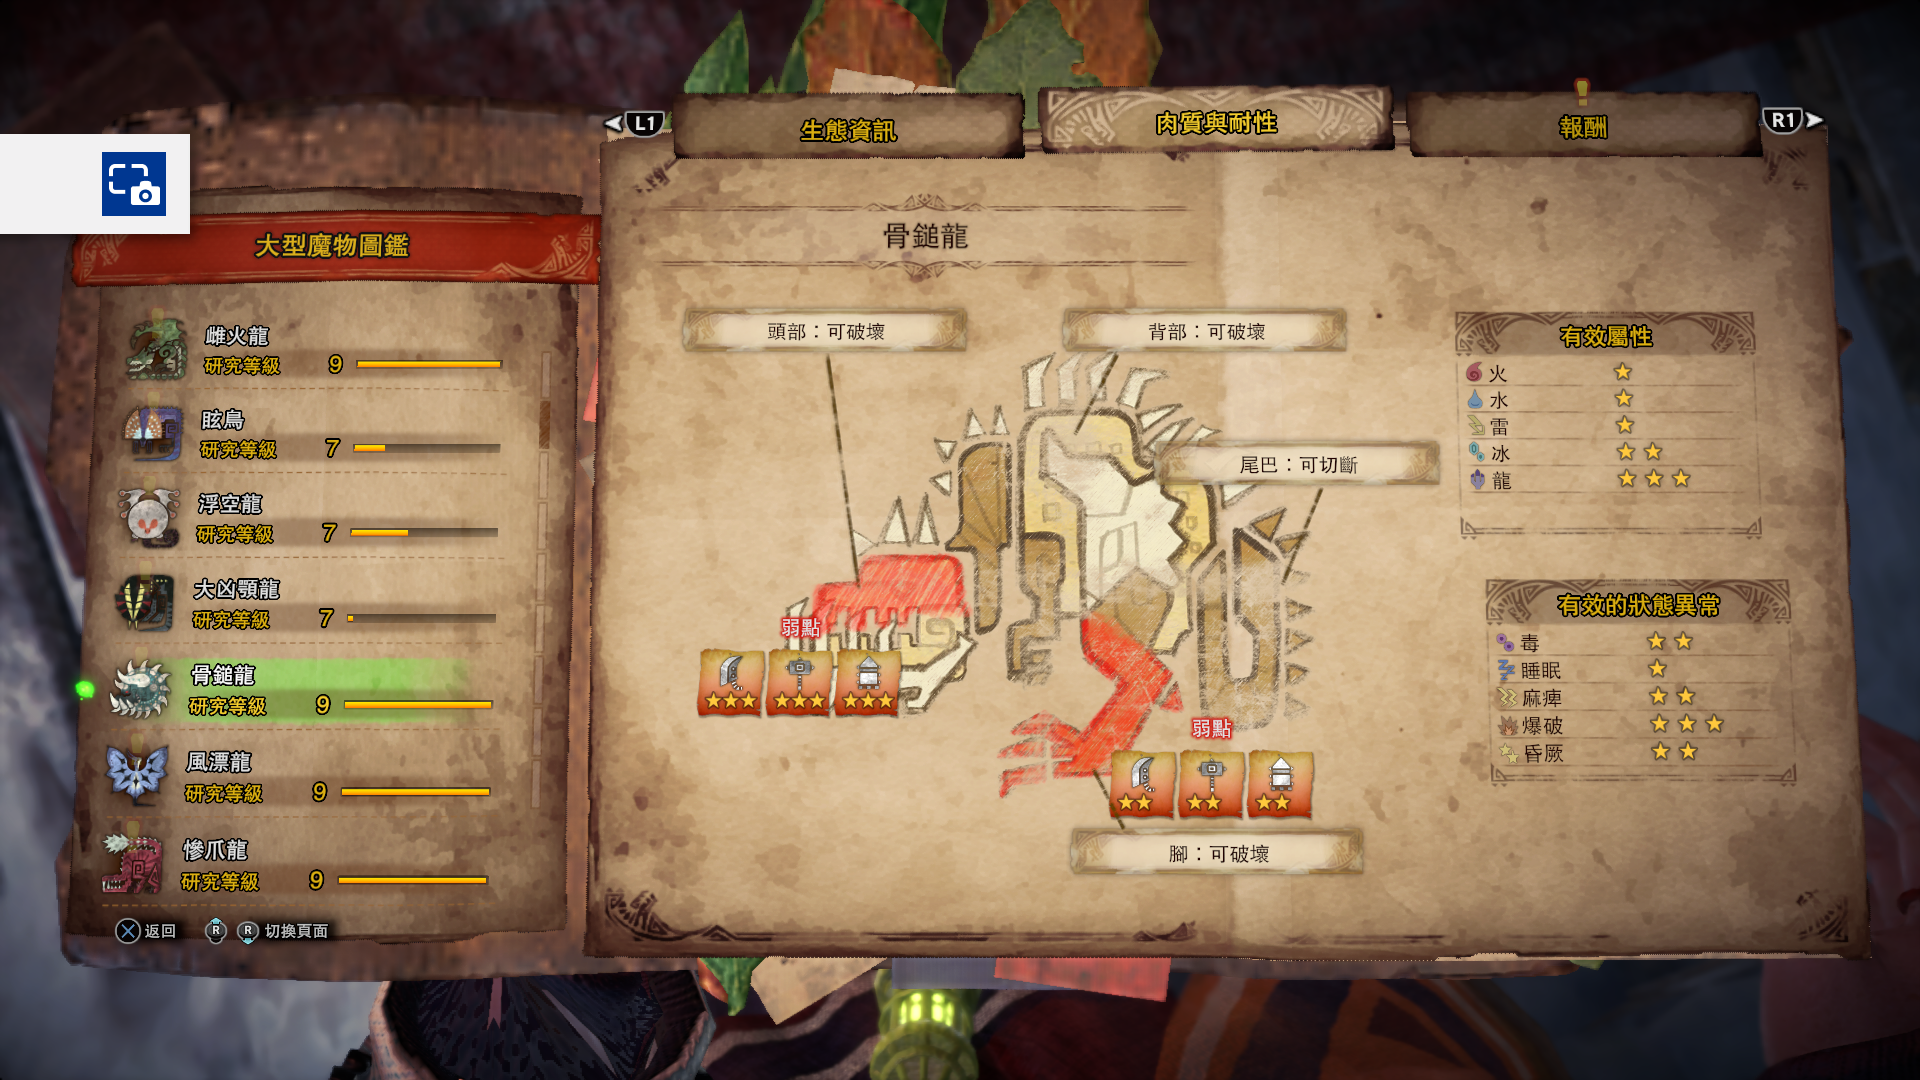 L1
生態資訊
肉質與耐性
報酬
R1
大型魔物圖鑑
雌火龍
研究等級 9
眩鳥
研究等級 7
浮空龍
研究等級 7
大凶顎龍
研究等級 7
骨鎚龍
研究等級 9
風漂龍
研究等級 9
慘爪龍
研究等級 9
返回
R
R
切換頁面
骨鎚龍
頭部：可破壞
背部：可破壞
尾巴：可切斷
弱點
弱點
腳：可破壞
有效屬性
火
水
雷
冰
龍
有效的狀態異常
毒
睡眠
麻痺
爆破
昏厥